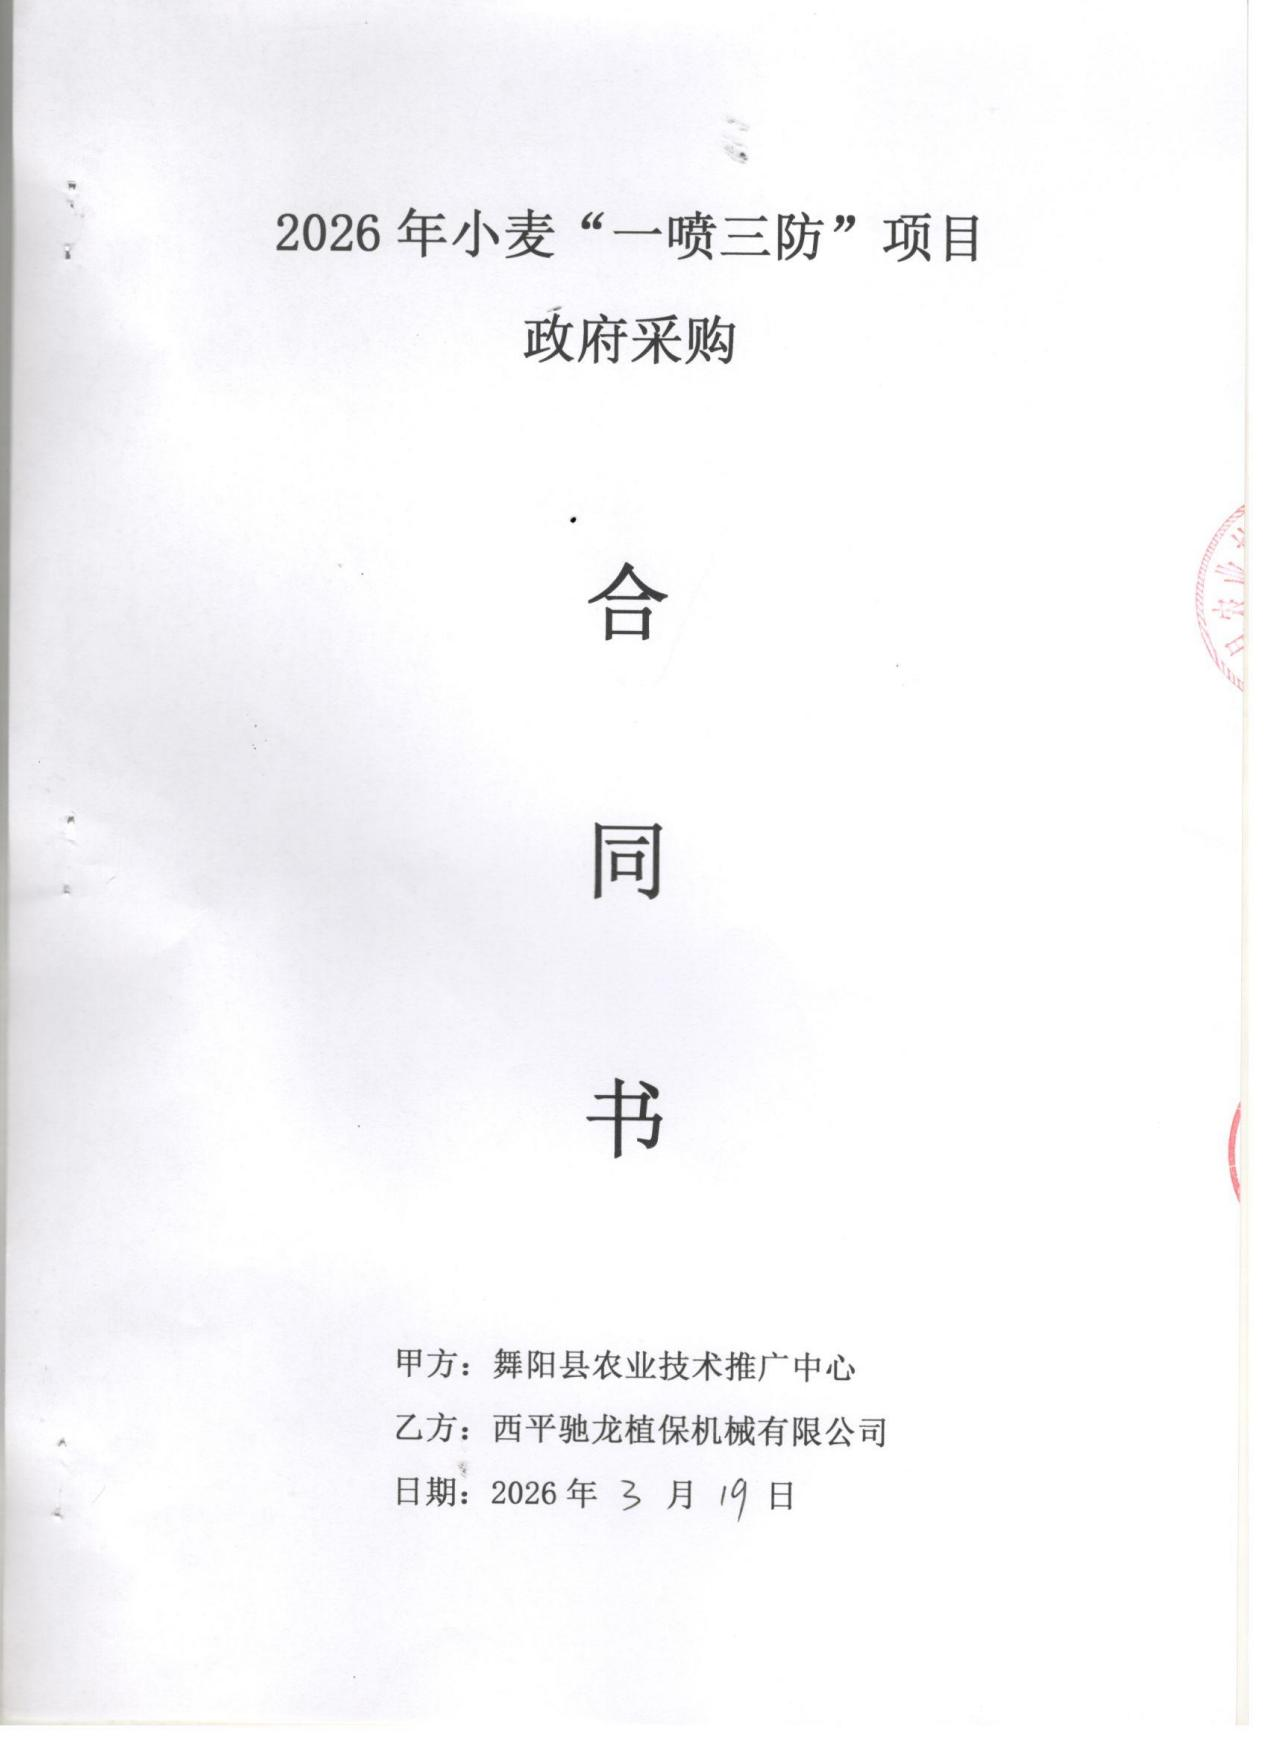 2026年小麦“一喷三防”项目
政府采购
合
同
书
甲方：舞阳县农业技术推广中心
乙方：西平驰龙植保机械有限公司
日期：2026年 3 月 19 日
农业